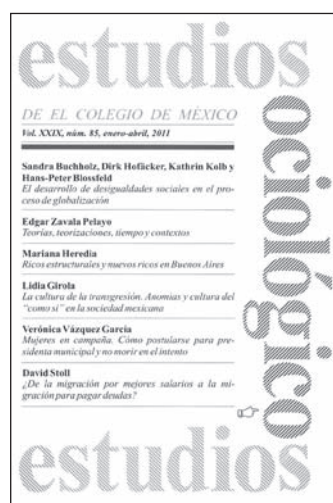 estudios
DE EL COLEGIO DE MÉXICO
Vol. XXIX, núm. 85, enero-abril, 2011
Sandra Buchholz, Dirk Hofäcker, Kathrin Kolb y
Hans-Peter Blossfeld
El desarrollo de desigualdades sociales en el pro-
ceso de globalización
Edgar Zavala Pelayo
Teorías, teorizaciones, tiempo y contextos
Mariana Heredia
Ricos estructurales y nuevos ricos en Buenos Aires
Lidia Girola
La cultura de la transgresión. Anomias y cultura del
"como si" en la sociedad mexicana
Verónica Vázquez García
Mujeres en campaña. Cómo postularse para pre-
sidenta municipal y no morir en el intento
David Stoll
¿De la migración por mejores salarios a la mi-
gración para pagar deudas?
ociológico
estudios